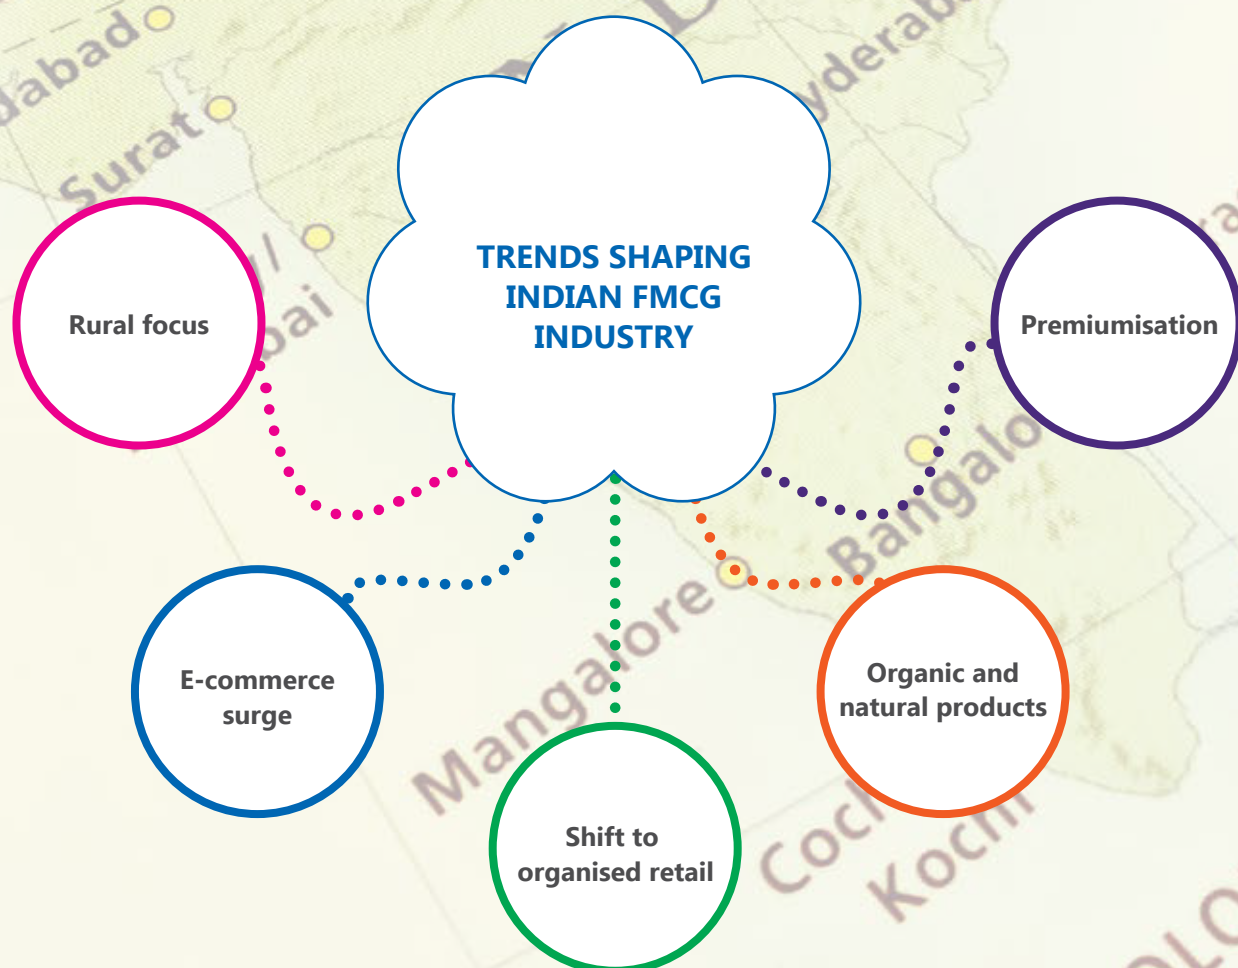 TRENDS SHAPING
INDIAN FMCG
INDUSTRY
Rural focus
Premiumisation
E-commerce
surge
Organic and
natural products
Shift to
organised retail
Surat
Mangalore
Kochi